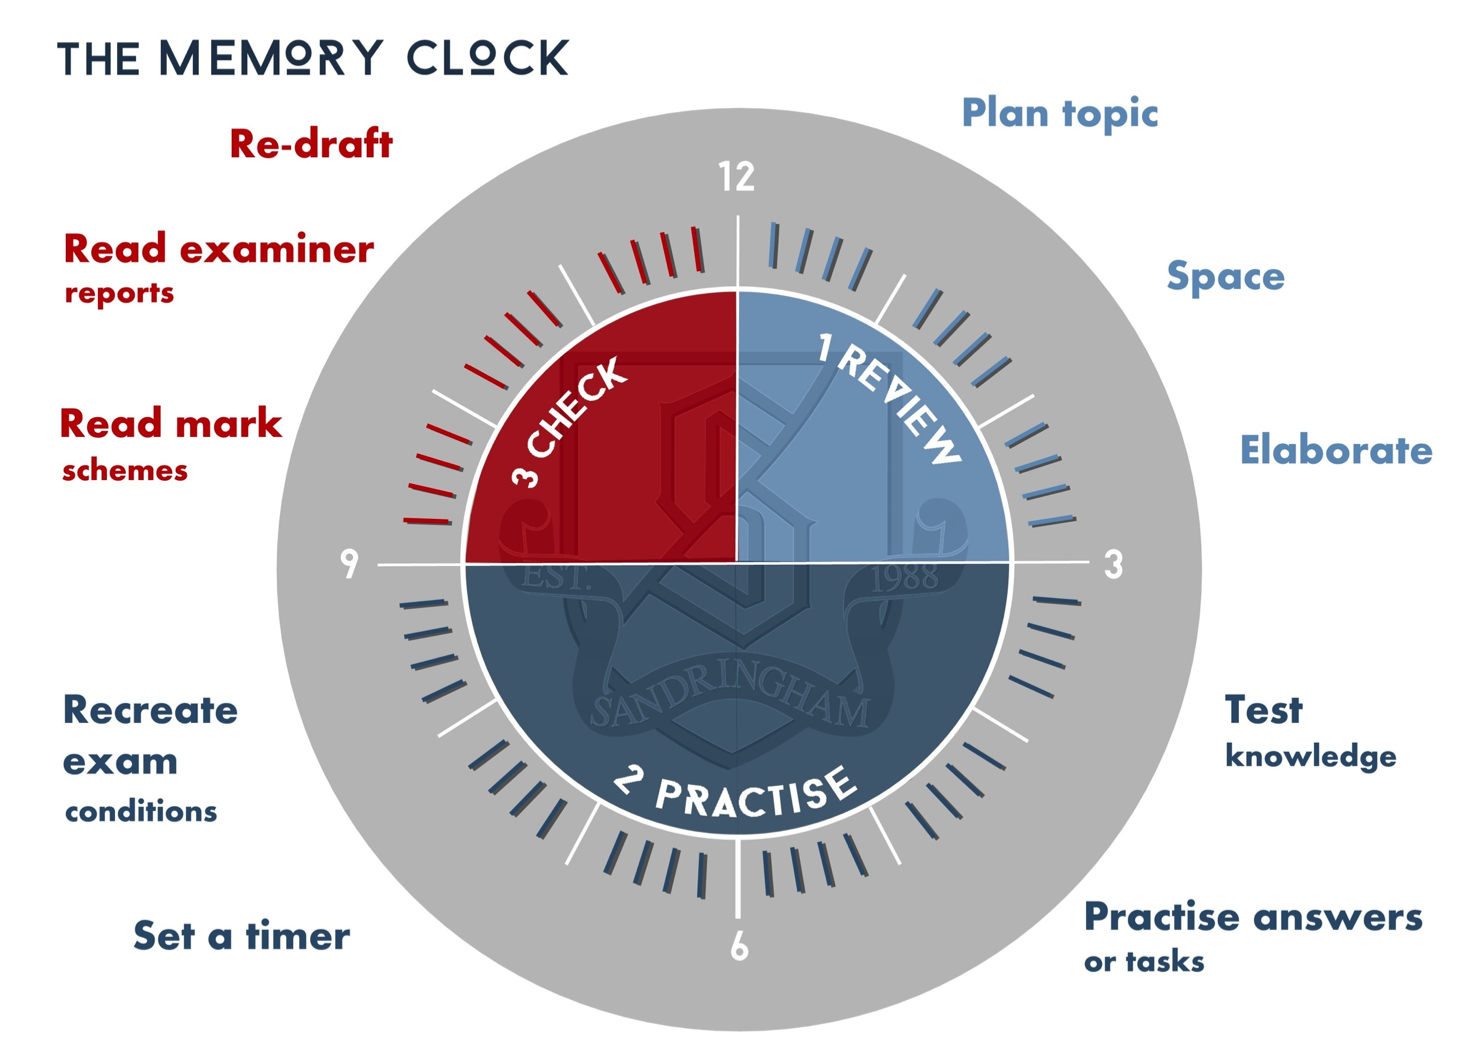 THE MEMORY CLOCK
Plan topic
Space
Elaborate
Test
knowledge
Practise answers
or tasks
Set a timer
Recreate
exam
conditions
Read mark
schemes
Read examiner
reports
Re-draft
12
3
6
9
1 REVIEW
2 PRACTISE
3 CHECK
EST. 1988
SANDRINGHAM